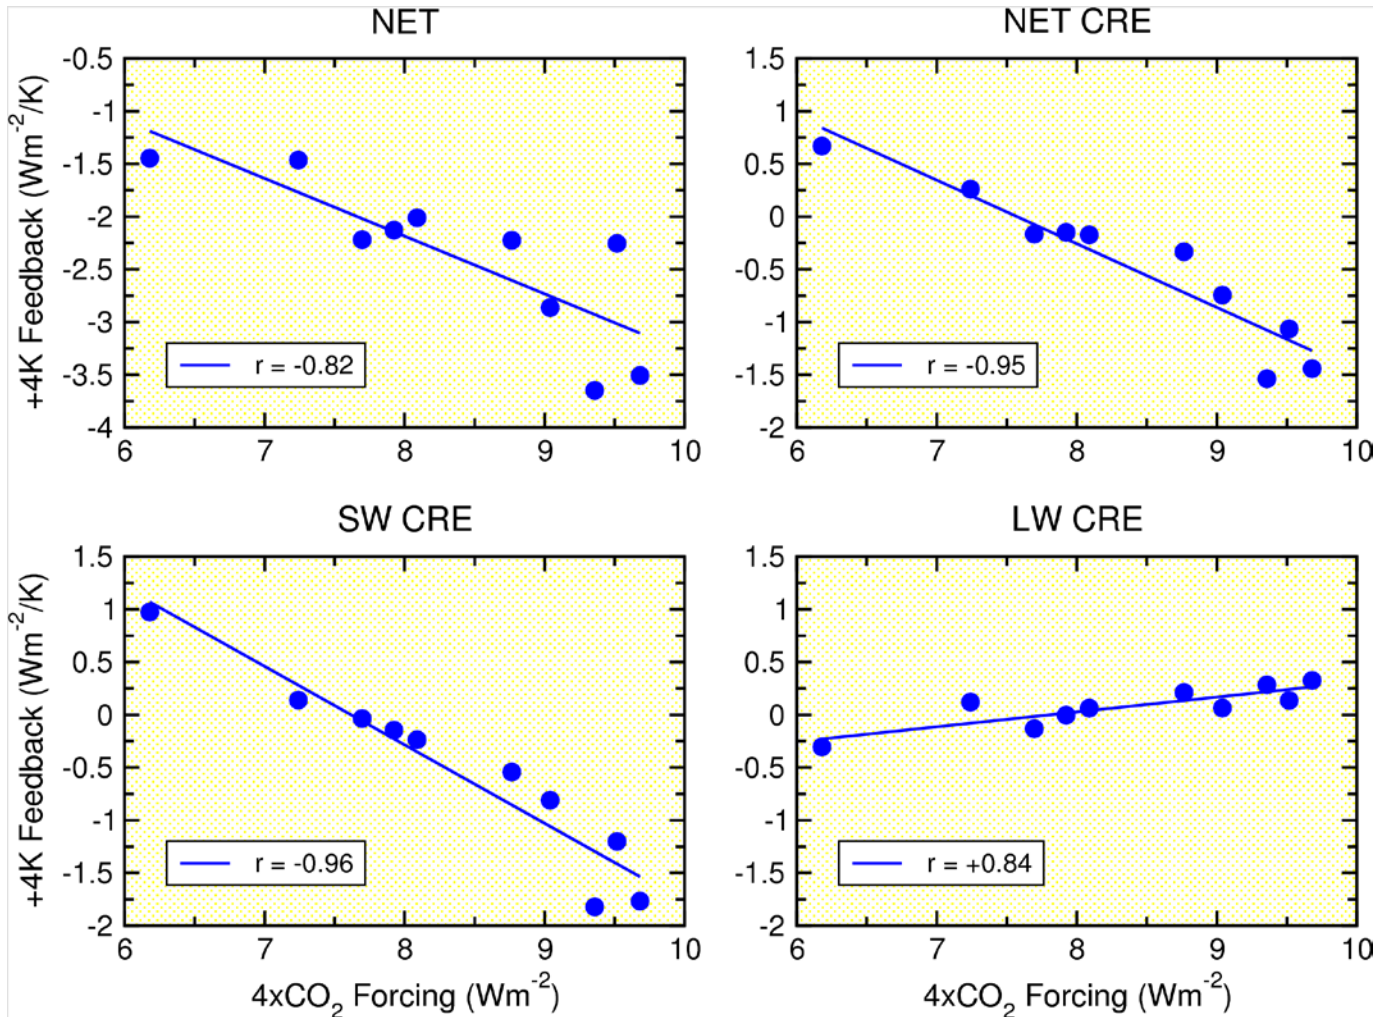 NET
NET CRE
+4K Feedback (Wm⁻²/K)
-0.5
-1
-1.5
-2
-2.5
-3
-3.5
-4
6 7 8 9 10
r = -0.82
1.5
1
0.5
0
-0.5
-1
-1.5
-2
6 7 8 9 10
r = -0.95
SW CRE
LW CRE
+4K Feedback (Wm⁻²/K)
1.5
1
0.5
0
-0.5
-1
-1.5
-2
6 7 8 9 10
r = -0.96
4xCO₂ Forcing (Wm⁻²)
1.5
1
0.5
0
-0.5
-1
-1.5
-2
6 7 8 9 10
r = +0.84
4xCO₂ Forcing (Wm⁻²)